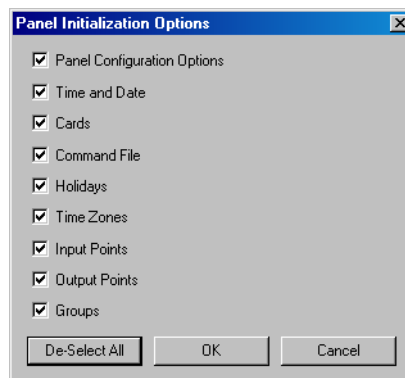 Panel Initialization Options
Panel Configuration Options
Time and Date
Cards
Command File
Holidays
Time Zones
Input Points
Output Points
Groups
De-Select All OK Cancel